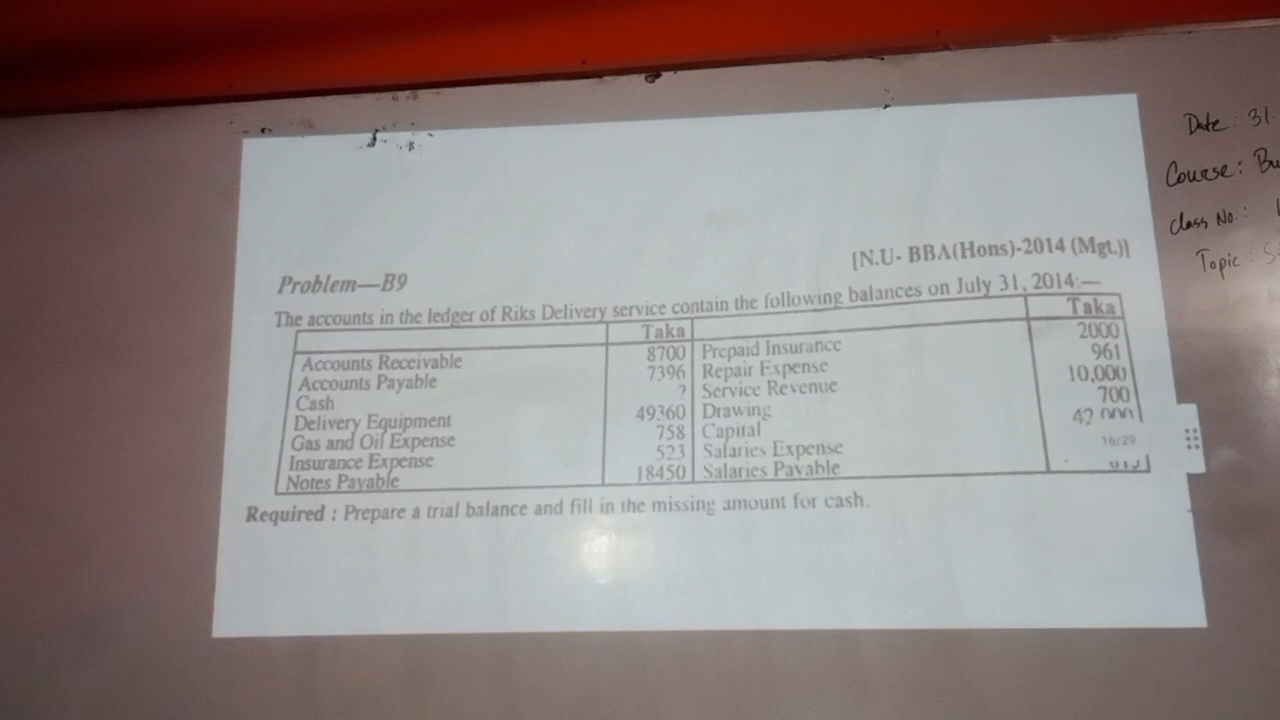 Date : 31
Course :
Class No. :
Topic :
[N.U- BBA(Hons)-2014 (Mgt.)]
Problem—B9
The accounts in the ledger of Riks Delivery service contain the following balances on July 31, 2014:—
Taka Taka
Accounts Receivable 8700 Prepaid Insurance 2000
Accounts Payable 7396 Repair Expense 961
Cash ? Service Revenue 10,000
Delivery Equipment 49360 Drawing 700
Gas and Oil Expense 758 Capital 42
Insurance Expense 523 Salaries Expense
Notes Payable 18450 Salaries Payable
16/29
Required : Prepare a trial balance and fill in the missing amount for cash.